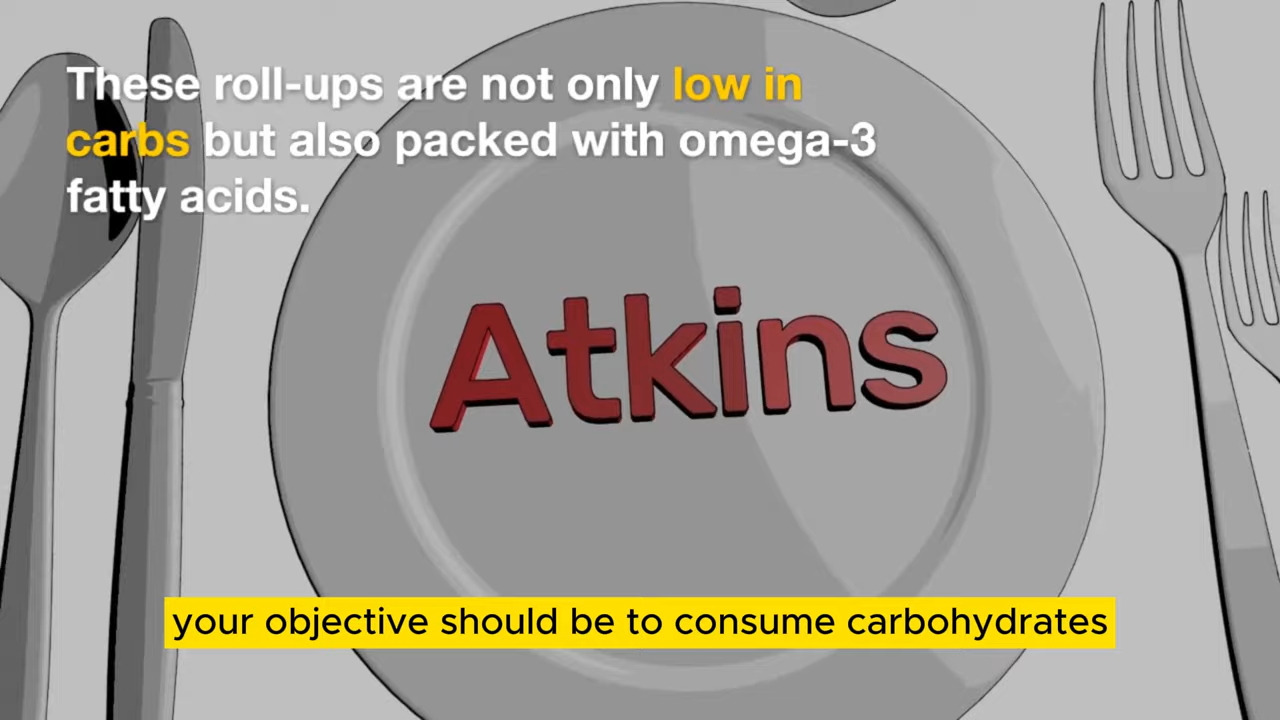 These roll-ups are not only low in
carbs but also packed with omega-3
fatty acids.
Atkins
your objective should be to consume carbohydrates